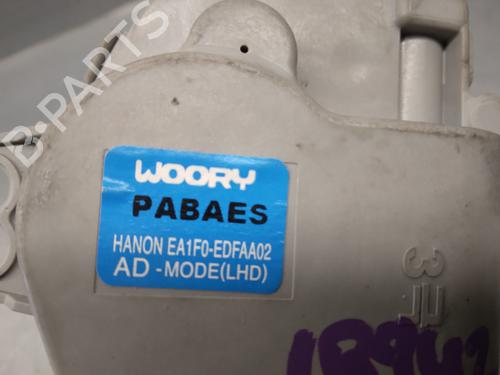 B-PARTS
WOORY
PABAES
HANON EA1F0-EDFAA02
AD - MODE(LHD)